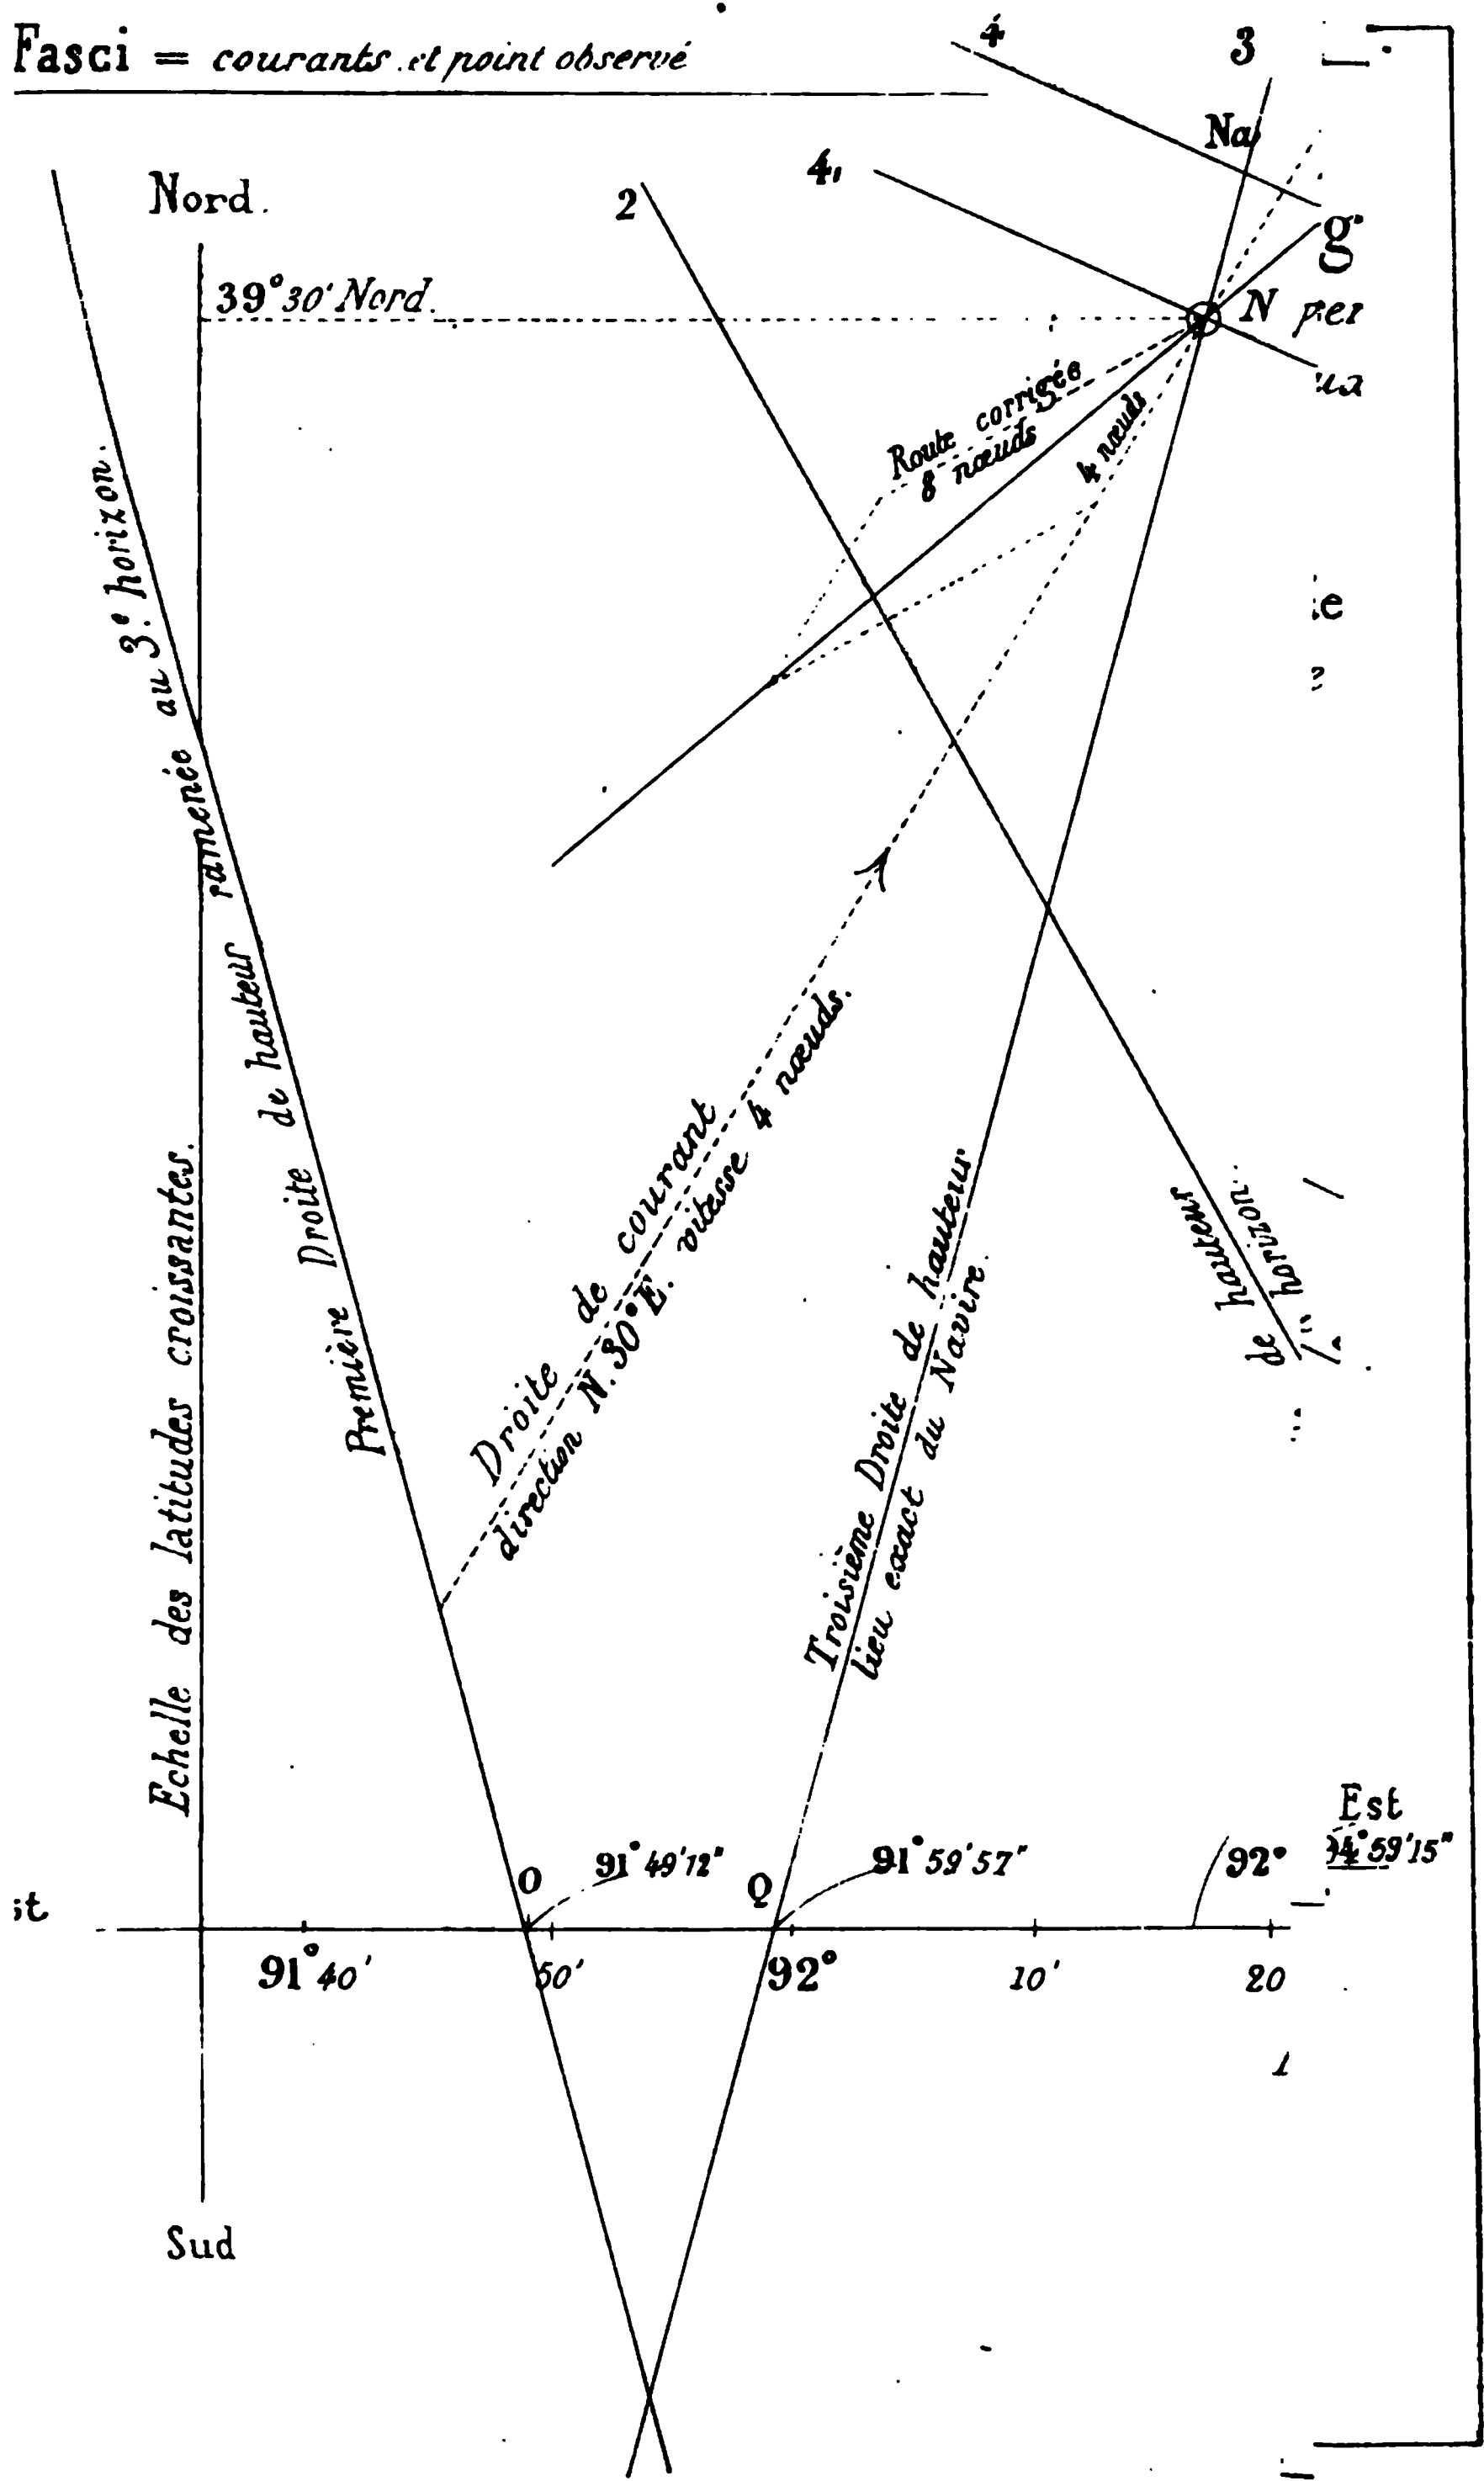 Fasci = courants et point observé
4
3
Na
Nord.
2
4,
g
39°30' Nord.
N per
Route corrigée
8 nœuds
4 nœuds
Première Droite de hauteur ramenée au 3e. horizon.
Echelle des latitudes croissantes.
Droite de courant
direction N.30°E. vitesse 4 nœuds.
Troisième Droite de hauteur
lieu exact du Navire.
hauteur
de horizon.
Est
O
91°49'12"
Q
91°59'57"
92°
94°59'15"
91°40'
50'
92°
10'
20
1
Sud